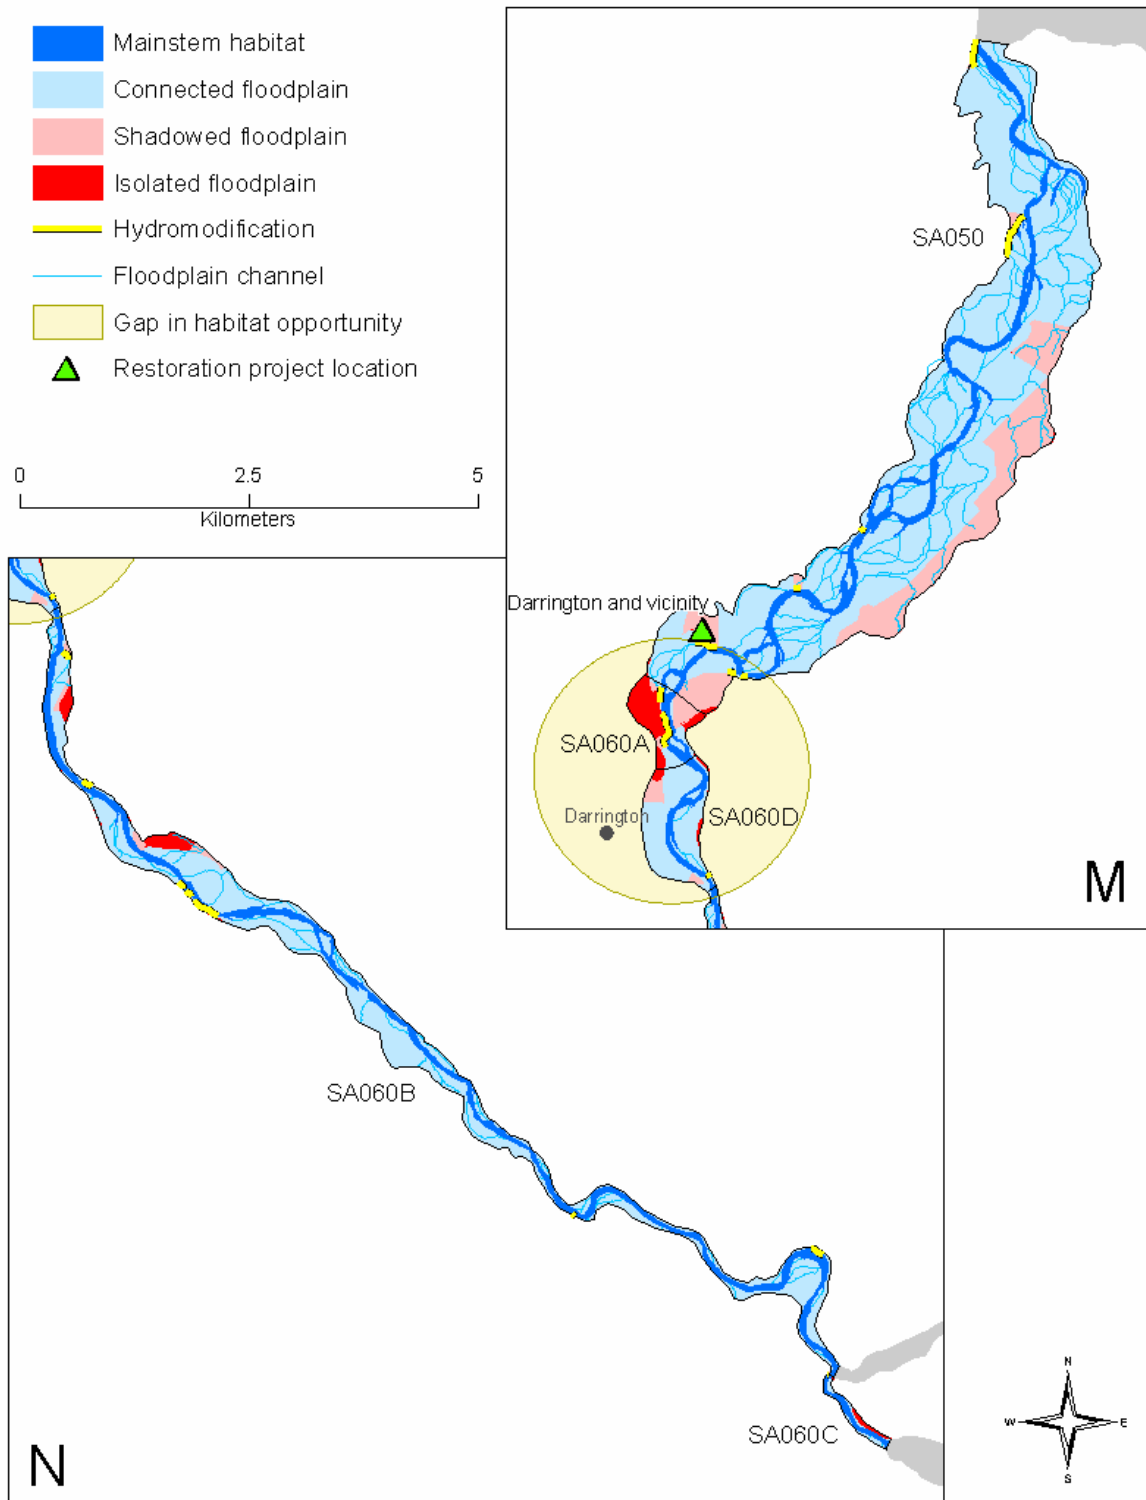 Mainstem habitat
Connected floodplain
Shadowed floodplain
Isolated floodplain
Hydromodification
Floodplain channel
Gap in habitat opportunity
Restoration project location
0 2.5 5
Kilometers
SA050
Darrington and vicinity
SA060A
Darrington
SA060D
M
SA060B
SA060C
N
N
W E
S